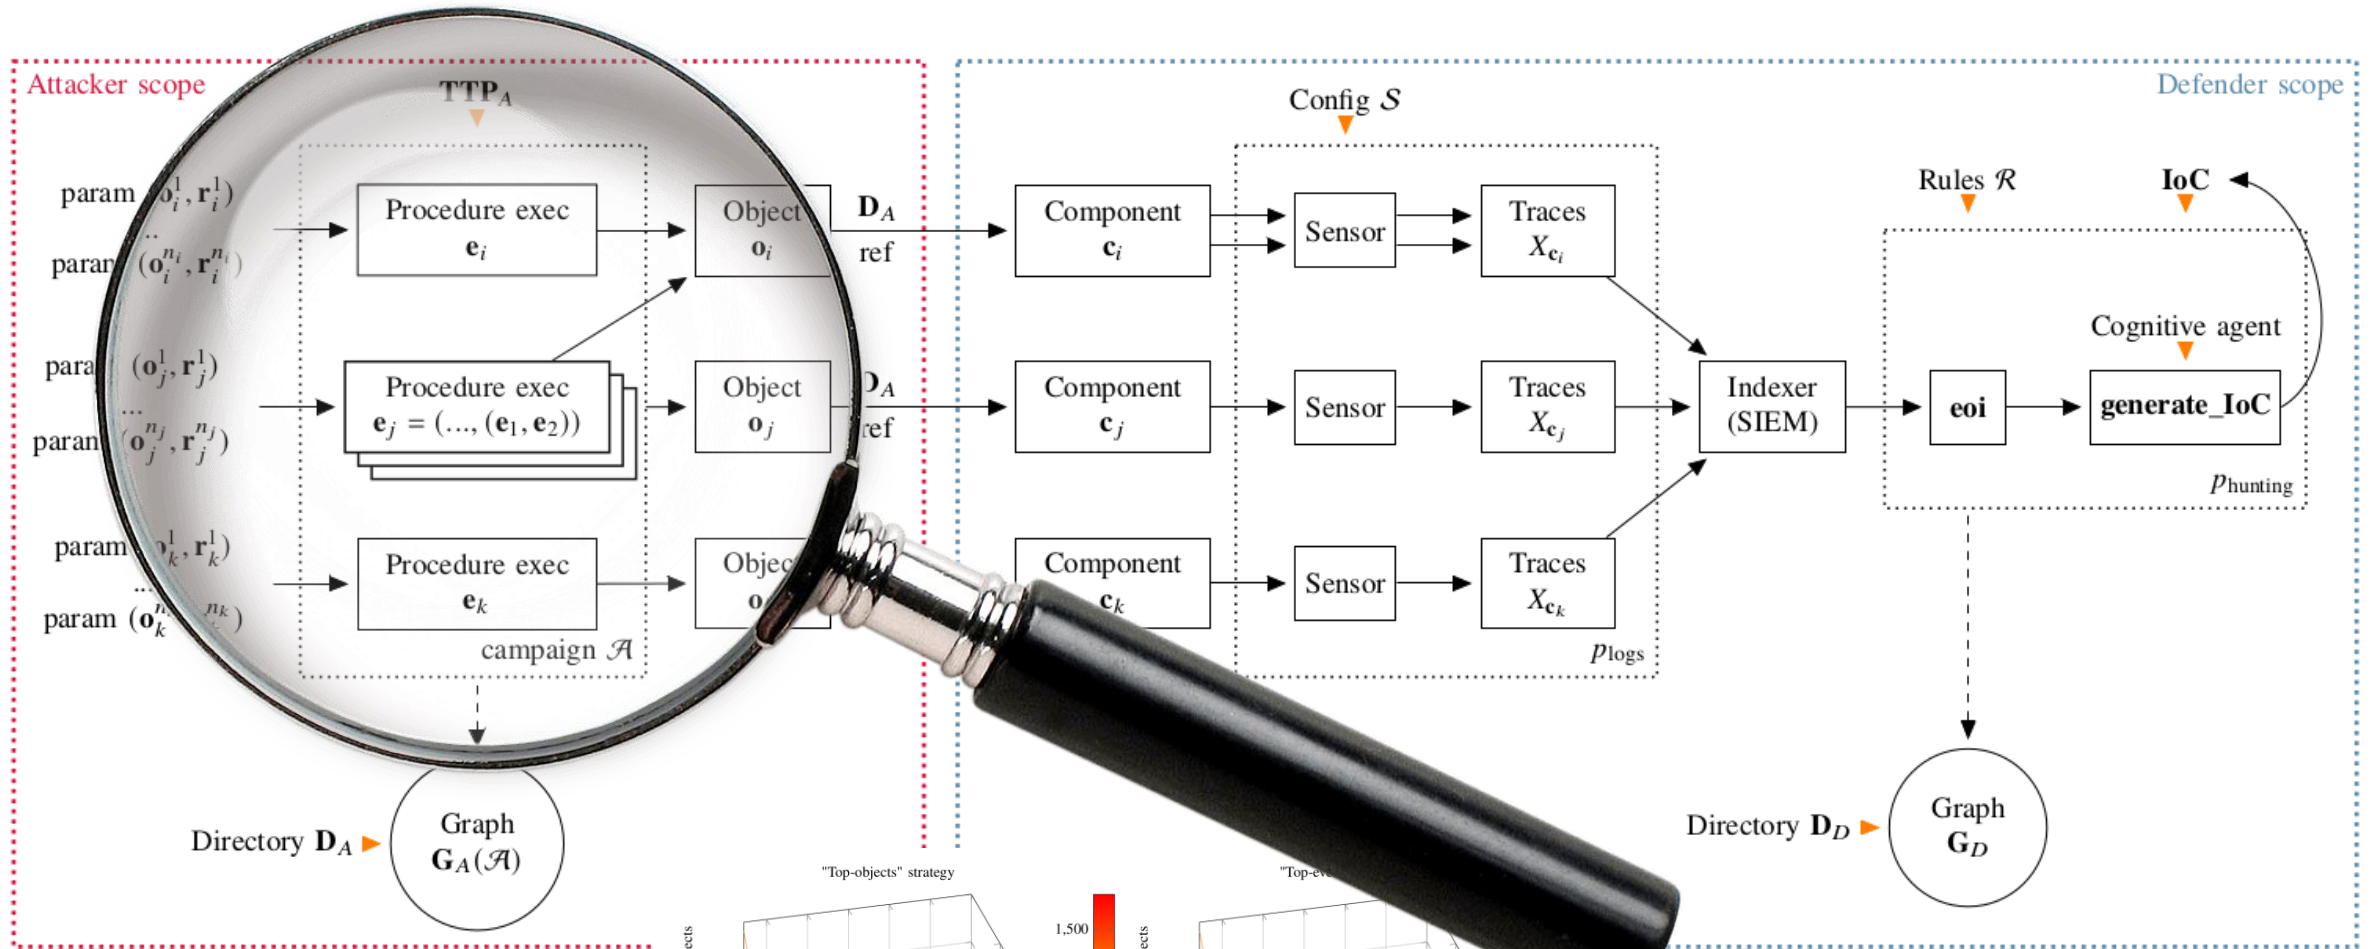 Attacker scope
TTP_A
param (o_i^1, r_i^1)
..
param (o_i^{n_i}, r_i^{n_i})
Procedure exec
e_i
Object
o_i
D_A
ref
(o_j^1, r_j^1)
...
(o_j^{n_j}, r_j^{n_j})
Procedure exec
e_j = (..., (e_1, e_2))
Object
o_j
param
, r_k^1)
...
param (o_k
Procedure exec
e_k
campaign 𝒜
Directory D_A
Graph
G_A(𝒜)
Defender scope
Config 𝒮
Component
c_i
Sensor
Traces
X_{c_i}
Component
c_j
Sensor
Traces
X_{c_j}
Component
c_k
Sensor
Traces
X_{c_k}
p_logs
Indexer
(SIEM)
Rules ℛ
IoC
Cognitive agent
eoi
generate_IoC
p_hunting
Directory D_D
Graph
G_D
"Top-objects" strategy
1,500